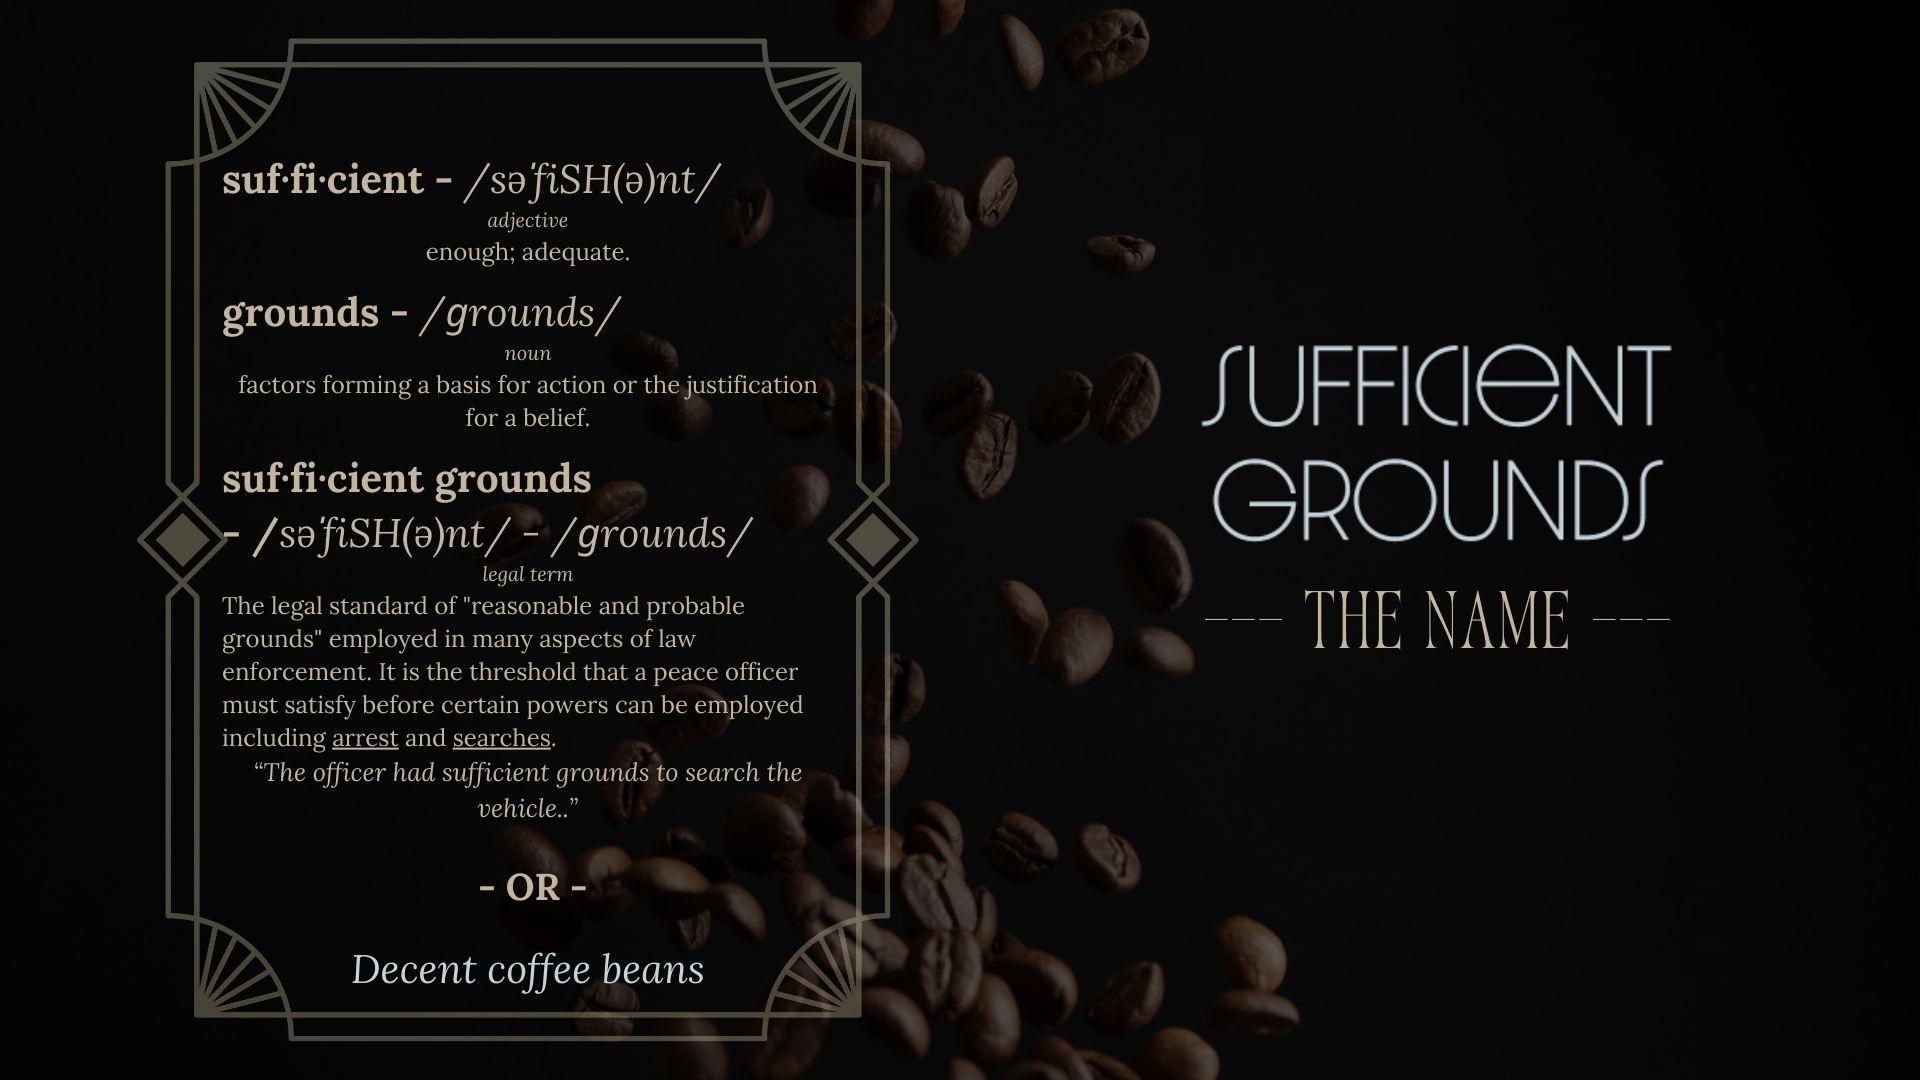 suf·fi·cient - /səˈfiSH(ə)nt/
adjective
enough; adequate.
grounds - /ɡrounds/
noun
factors forming a basis for action or the justification
for a belief.
suf·fi·cient grounds
- /səˈfiSH(ə)nt/ - /ɡrounds/
legal term
The legal standard of "reasonable and probable
grounds" employed in many aspects of law
enforcement. It is the threshold that a peace officer
must satisfy before certain powers can be employed
including arrest and searches.
“The officer had sufficient grounds to search the
vehicle..”
- OR -
Decent coffee beans
SUFFICIENT
GROUNDS
--- THE NAME ---